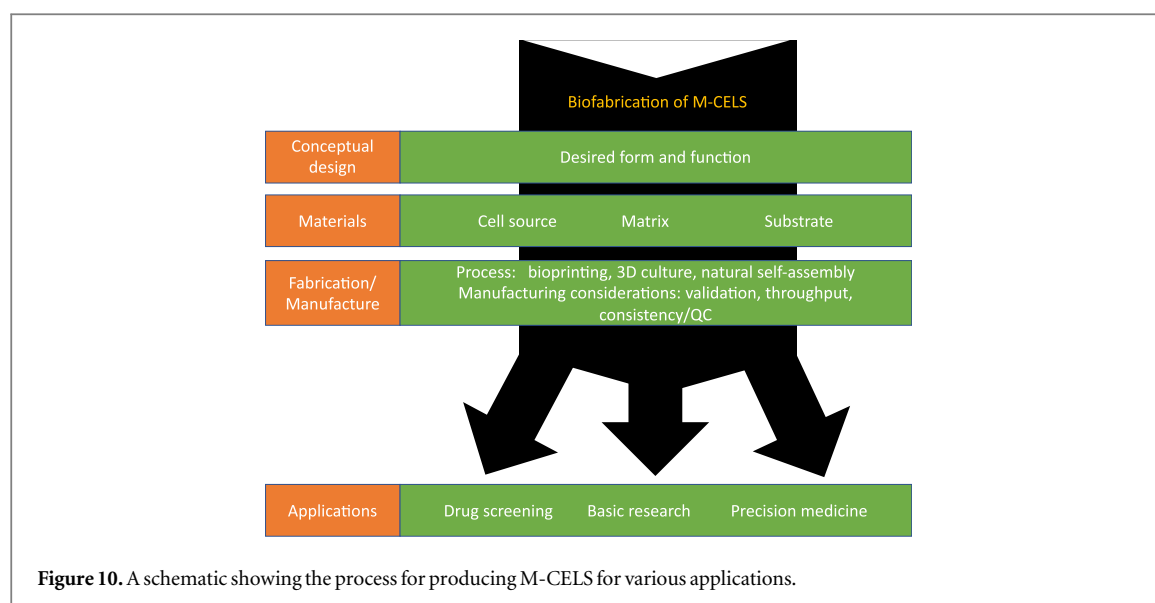 Biofabrication of M-CELS
Conceptual
design
Desired form and function
Materials
Cell source Matrix Substrate
Fabrication/
Manufacture
Process: bioprinting, 3D culture, natural self-assembly
Manufacturing considerations: validation, throughput,
consistency/QC
Applications
Drug screening Basic research Precision medicine
Figure 10. A schematic showing the process for producing M-CELS for various applications.